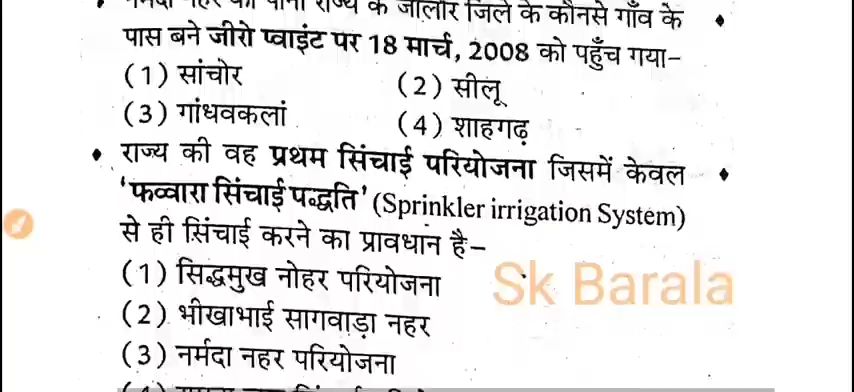 राज्य के जालोर जिले के कौनसे गाँव के
पास बने जीरो प्वाइंट पर 18 मार्च, 2008 को पहुँच गया–
(1) सांचोर
(2) सीलू
(3) गांधवकलां
(4) शाहगढ़
राज्य की वह प्रथम सिंचाई परियोजना जिसमें केवल
'फव्वारा सिंचाई पद्धति' (Sprinkler irrigation System)
से ही सिंचाई करने का प्रावधान है–
(1) सिद्धमुख नोहर परियोजना
Sk Barala
(2) भीखाभाई सागवाड़ा नहर
(3) नर्मदा नहर परियोजना